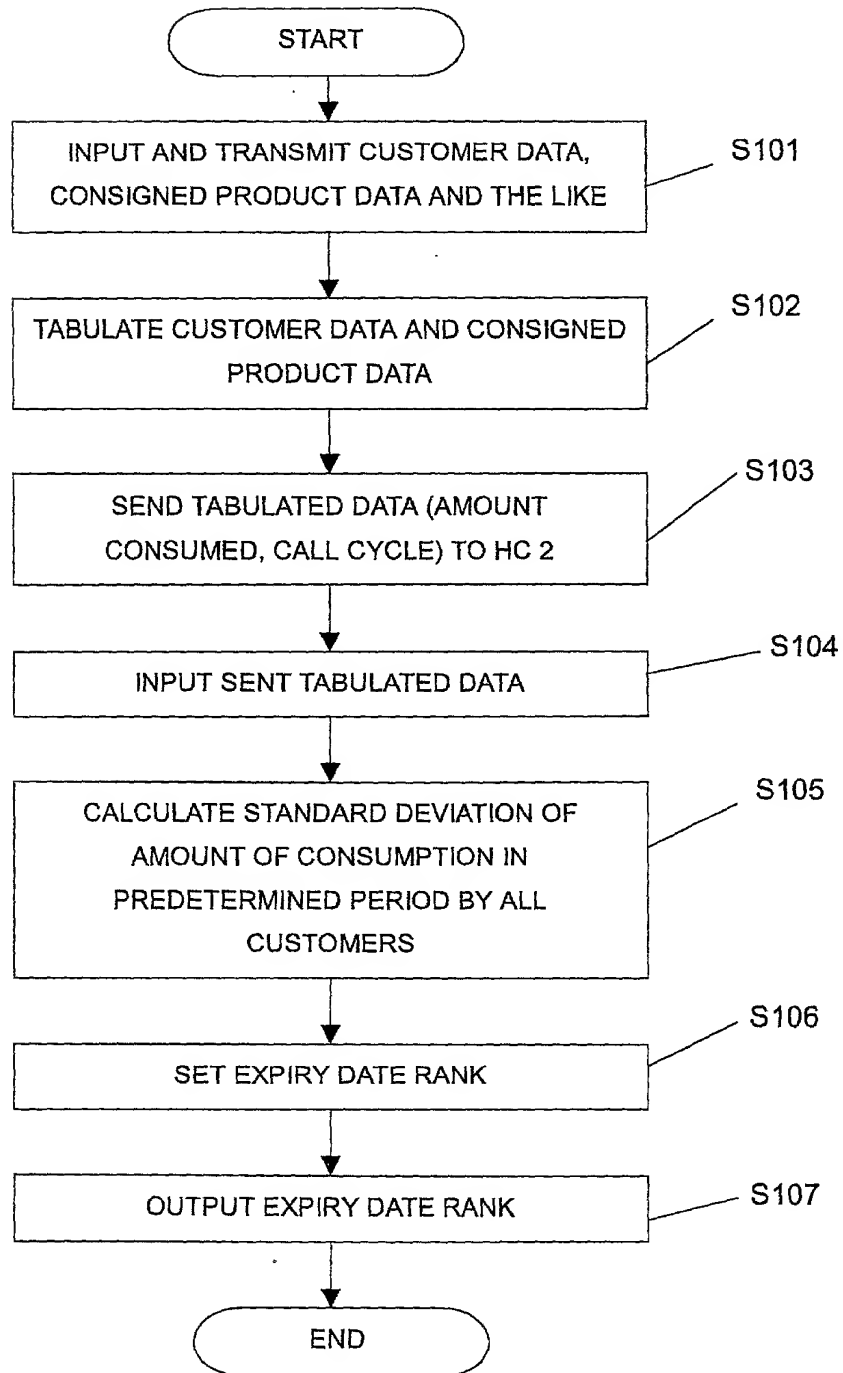 START
INPUT AND TRANSMIT CUSTOMER DATA,
CONSIGNED PRODUCT DATA AND THE LIKE
S101
TABULATE CUSTOMER DATA AND CONSIGNED
PRODUCT DATA
S102
SEND TABULATED DATA (AMOUNT
CONSUMED, CALL CYCLE) TO HC 2
S103
INPUT SENT TABULATED DATA
S104
CALCULATE STANDARD DEVIATION OF
AMOUNT OF CONSUMPTION IN
PREDETERMINED PERIOD BY ALL
CUSTOMERS
S105
SET EXPIRY DATE RANK
S106
OUTPUT EXPIRY DATE RANK
S107
END